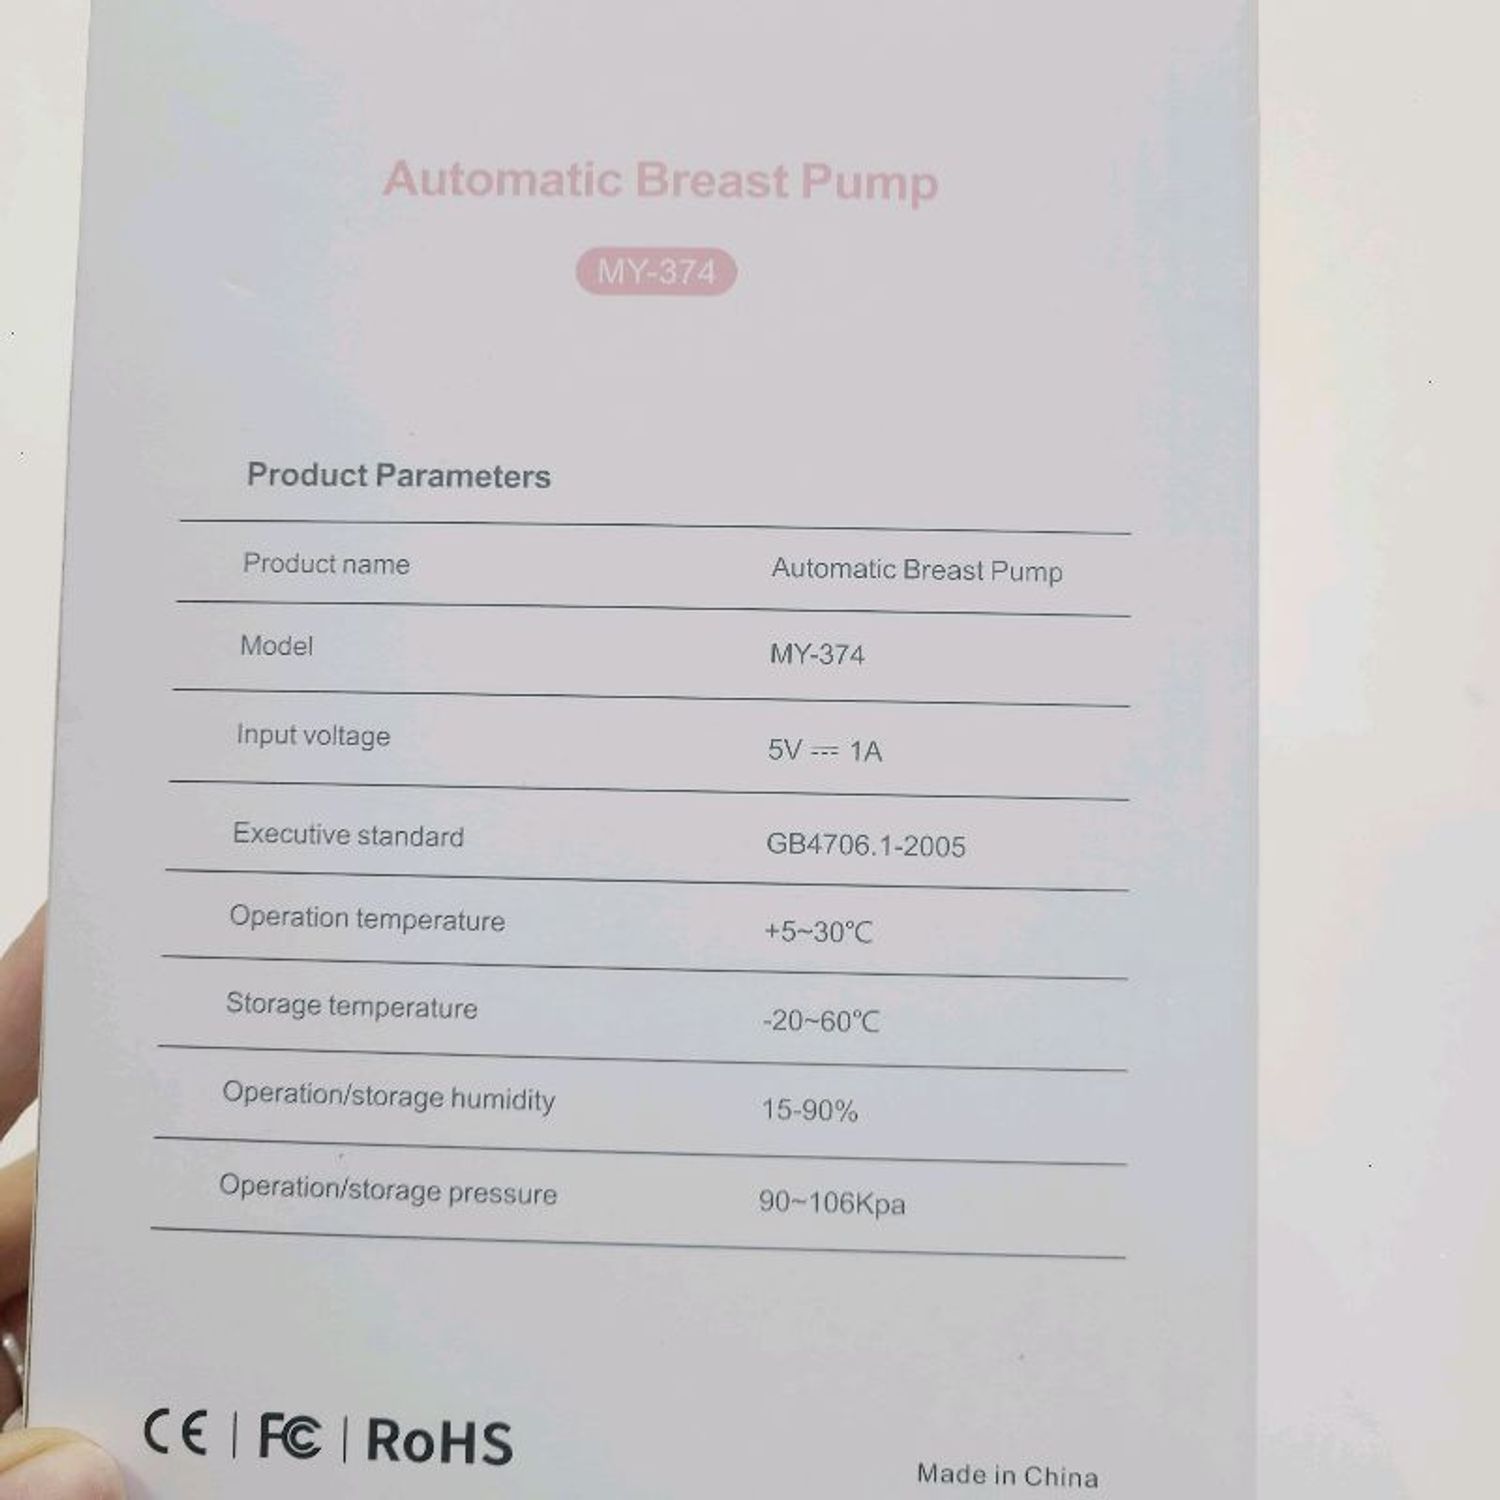 Automatic Breast Pump
MY-374
Product Parameters
Product name Automatic Breast Pump
Model MY-374
Input voltage 5V ⎓ 1A
Executive standard GB4706.1-2005
Operation temperature +5~30℃
Storage temperature -20~60℃
Operation/storage humidity 15-90%
Operation/storage pressure 90~106Kpa
CE | FC | RoHS
Made in China